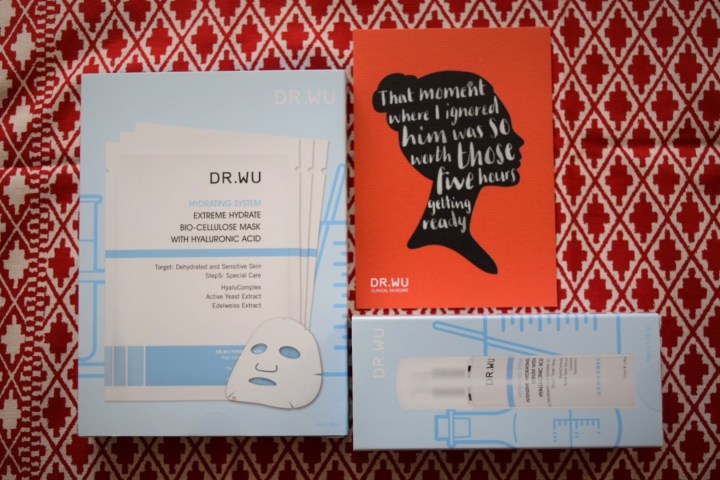 DR.WU
DR.WU
HYDRATING SYSTEM
EXTREME HYDRATE
BIO-CELLULOSE MASK
WITH HYALURONIC ACID
Target: Dehydrated and Sensitive Skin
Step5: Special Care
HyaluComplex
Active Yeast Extract
Edelweiss Extract
That moment
where I ignored
him was so
worth those
five hours
getting
ready
DR.WU
CLINICAL SKINCARE
DR.WU